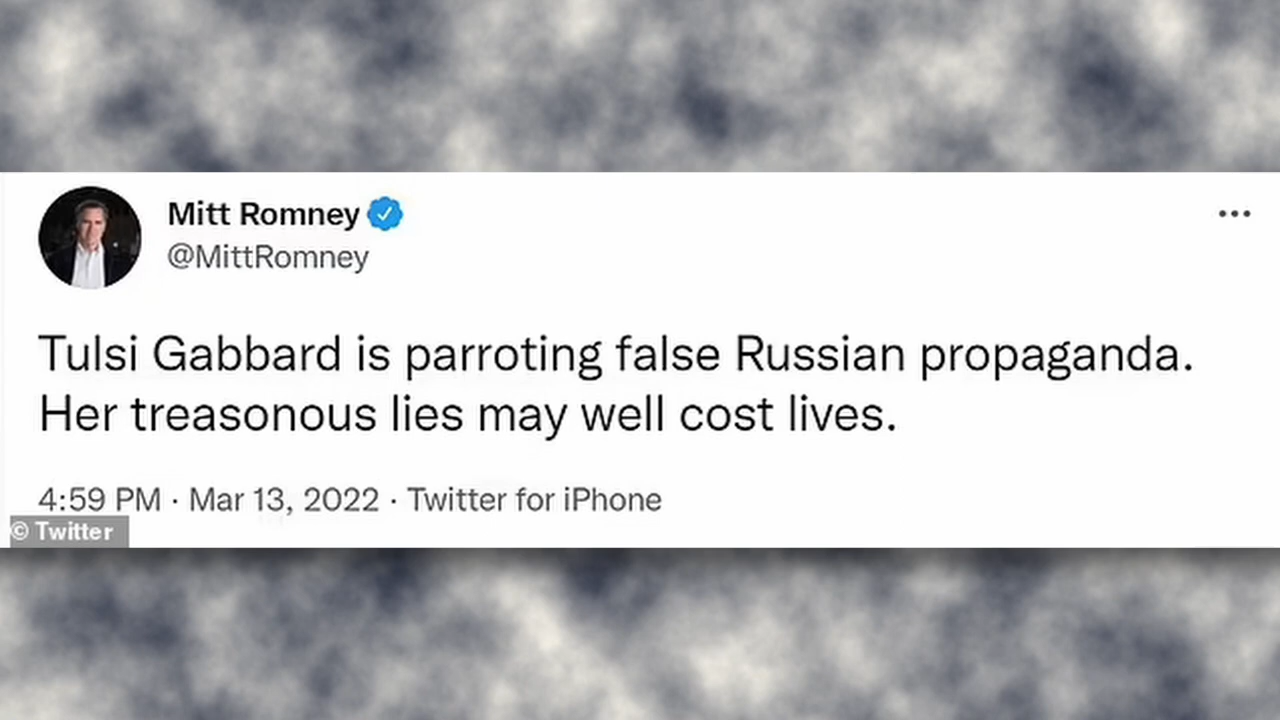 Mitt Romney
@MittRomney
Tulsi Gabbard is parroting false Russian propaganda.
Her treasonous lies may well cost lives.
4:59 PM · Mar 13, 2022 · Twitter for iPhone
© Twitter